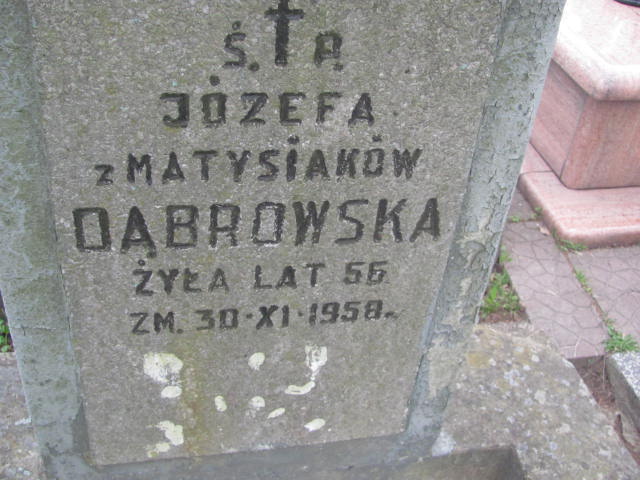 Ś. P.
JÓZEFA
z MATYSIAKÓW
DĄBROWSKA
ŻYŁA LAT 56
ZM. 30·XI·1958.